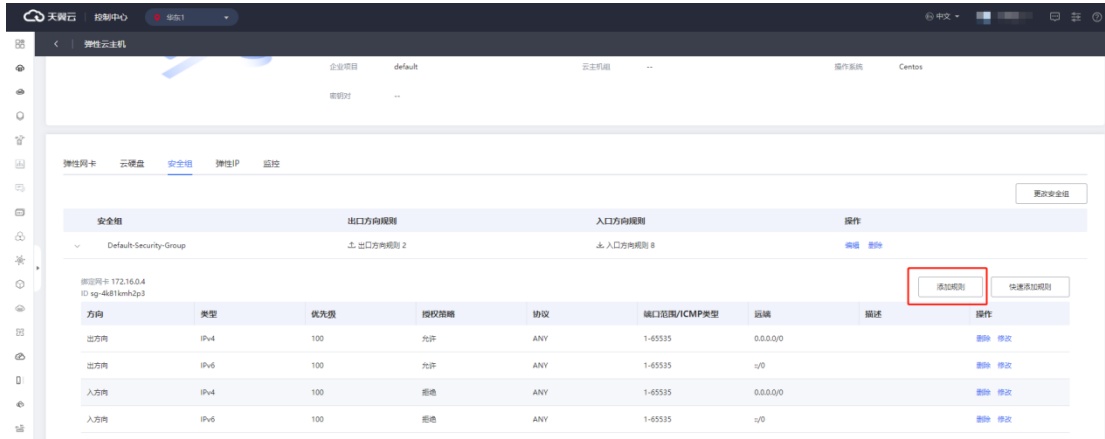 天翼云 控制中心 华东1 中文
弹性云主机
企业项目 default 云主机组 -- 操作系统 Centos
密钥对 --
弹性网卡 云硬盘 安全组 弹性IP 监控
更改安全组
安全组 出口方向规则 入口方向规则 操作
Default-Security-Group 出口方向规则 2 入口方向规则 8 编辑 删除
绑定网卡 172.16.0.4
ID sg-4k81kmh2p3
添加规则 快速添加规则
方向 类型 优先级 授权策略 协议 端口范围/ICMP类型 远端 描述 操作
出方向 IPv4 100 允许 ANY 1-65535 0.0.0.0/0 删除 修改
出方向 IPv6 100 允许 ANY 1-65535 ::/0 删除 修改
入方向 IPv4 100 拒绝 ANY 1-65535 0.0.0.0/0 删除 修改
入方向 IPv6 100 拒绝 ANY 1-65535 ::/0 删除 修改